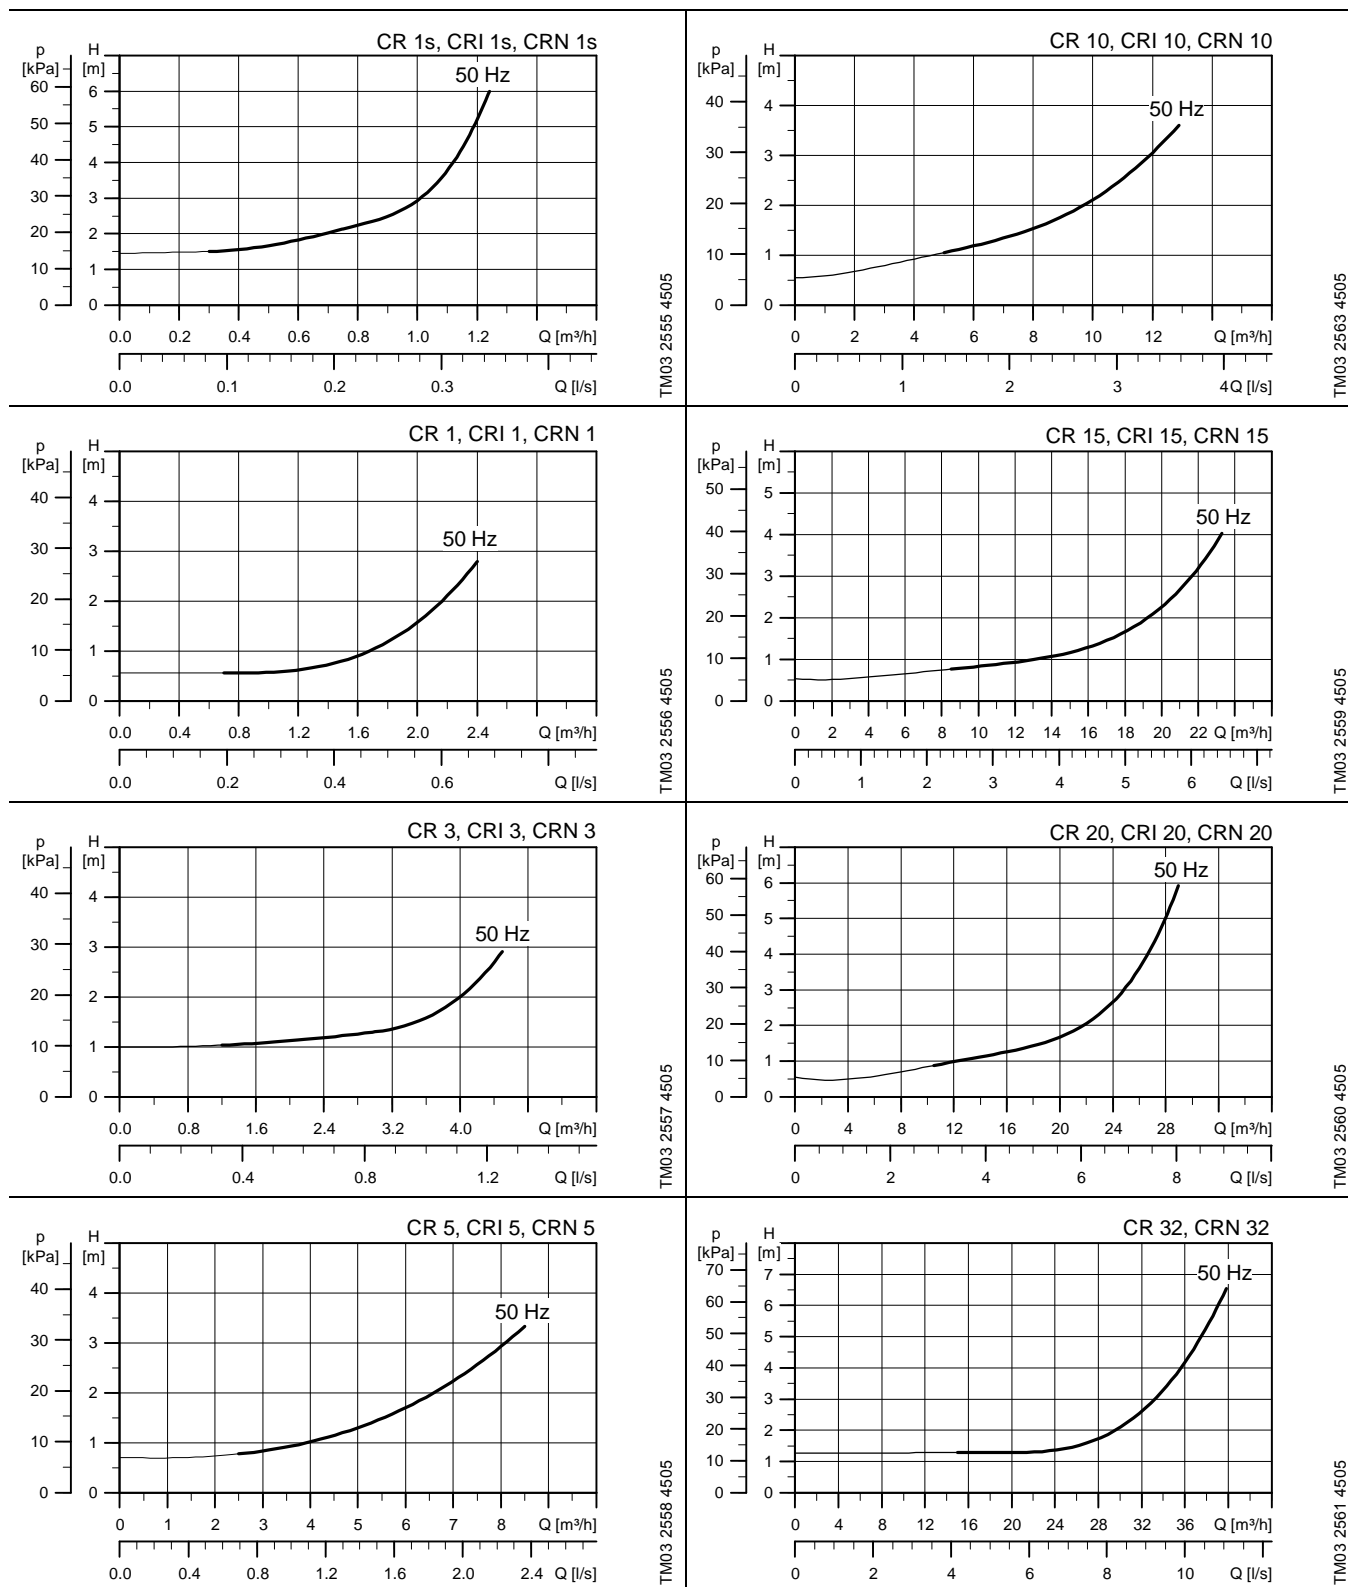 CR 1s, CRI 1s, CRN 1s
p H
[kPa] [m]
50 Hz
60 6
50 5
40 4
30 3
20 2
10 1
0 0
0.0 0.2 0.4 0.6 0.8 1.0 1.2 Q [m³/h]
0.0 0.1 0.2 0.3 Q [l/s]
TM03 2555 4505
CR 10, CRI 10, CRN 10
p H
[kPa] [m]
50 Hz
40 4
30 3
20 2
10 1
0 0
0 2 4 6 8 10 12 Q [m³/h]
0 1 2 3 4 Q [l/s]
TM03 2563 4505
CR 1, CRI 1, CRN 1
p H
[kPa] [m]
50 Hz
40 4
30 3
20 2
10 1
0 0
0.0 0.4 0.8 1.2 1.6 2.0 2.4 Q [m³/h]
0.0 0.2 0.4 0.6 Q [l/s]
TM03 2556 4505
CR 15, CRI 15, CRN 15
p H
[kPa] [m]
50 Hz
50 5
40 4
30 3
20 2
10 1
0 0
0 2 4 6 8 10 12 14 16 18 20 22 Q [m³/h]
0 1 2 3 4 5 6 Q [l/s]
TM03 2559 4505
CR 3, CRI 3, CRN 3
p H
[kPa] [m]
50 Hz
40 4
30 3
20 2
10 1
0 0
0.0 0.8 1.6 2.4 3.2 4.0 Q [m³/h]
0.0 0.4 0.8 1.2 Q [l/s]
TM03 2557 4505
CR 20, CRI 20, CRN 20
p H
[kPa] [m]
50 Hz
60 6
50 5
40 4
30 3
20 2
10 1
0 0
0 4 8 12 16 20 24 28 Q [m³/h]
0 2 4 6 8 Q [l/s]
TM03 2560 4505
CR 5, CRI 5, CRN 5
p H
[kPa] [m]
50 Hz
40 4
30 3
20 2
10 1
0 0
0 1 2 3 4 5 6 7 8 Q [m³/h]
0.0 0.4 0.8 1.2 1.6 2.0 2.4 Q [l/s]
TM03 2558 4505
CR 32, CRN 32
p H
[kPa] [m]
50 Hz
70 7
60 6
50 5
40 4
30 3
20 2
10 1
0 0
0 4 8 12 16 20 24 28 32 36 Q [m³/h]
0 2 4 6 8 10 Q [l/s]
TM03 2561 4505